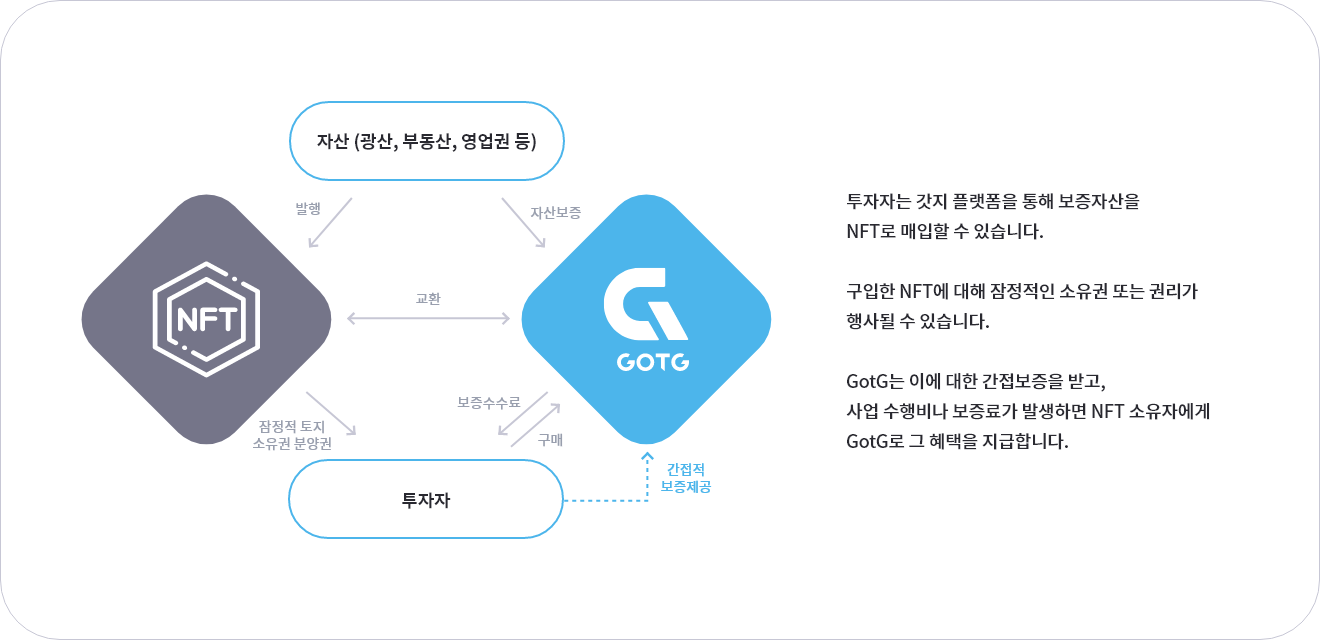 자산 (광산, 부동산, 영업권 등)
발행
자산보증
NFT
교환
GOTG
잠정적 토지
소유권 분양권
보증수수료
구매
투자자
간접적
보증제공
투자자는 갓지 플랫폼을 통해 보증자산을
NFT로 매입할 수 있습니다.
구입한 NFT에 대해 잠정적인 소유권 또는 권리가
행사될 수 있습니다.
GotG는 이에 대한 간접보증을 받고,
사업 수행비나 보증료가 발생하면 NFT 소유자에게
GotG로 그 혜택을 지급합니다.